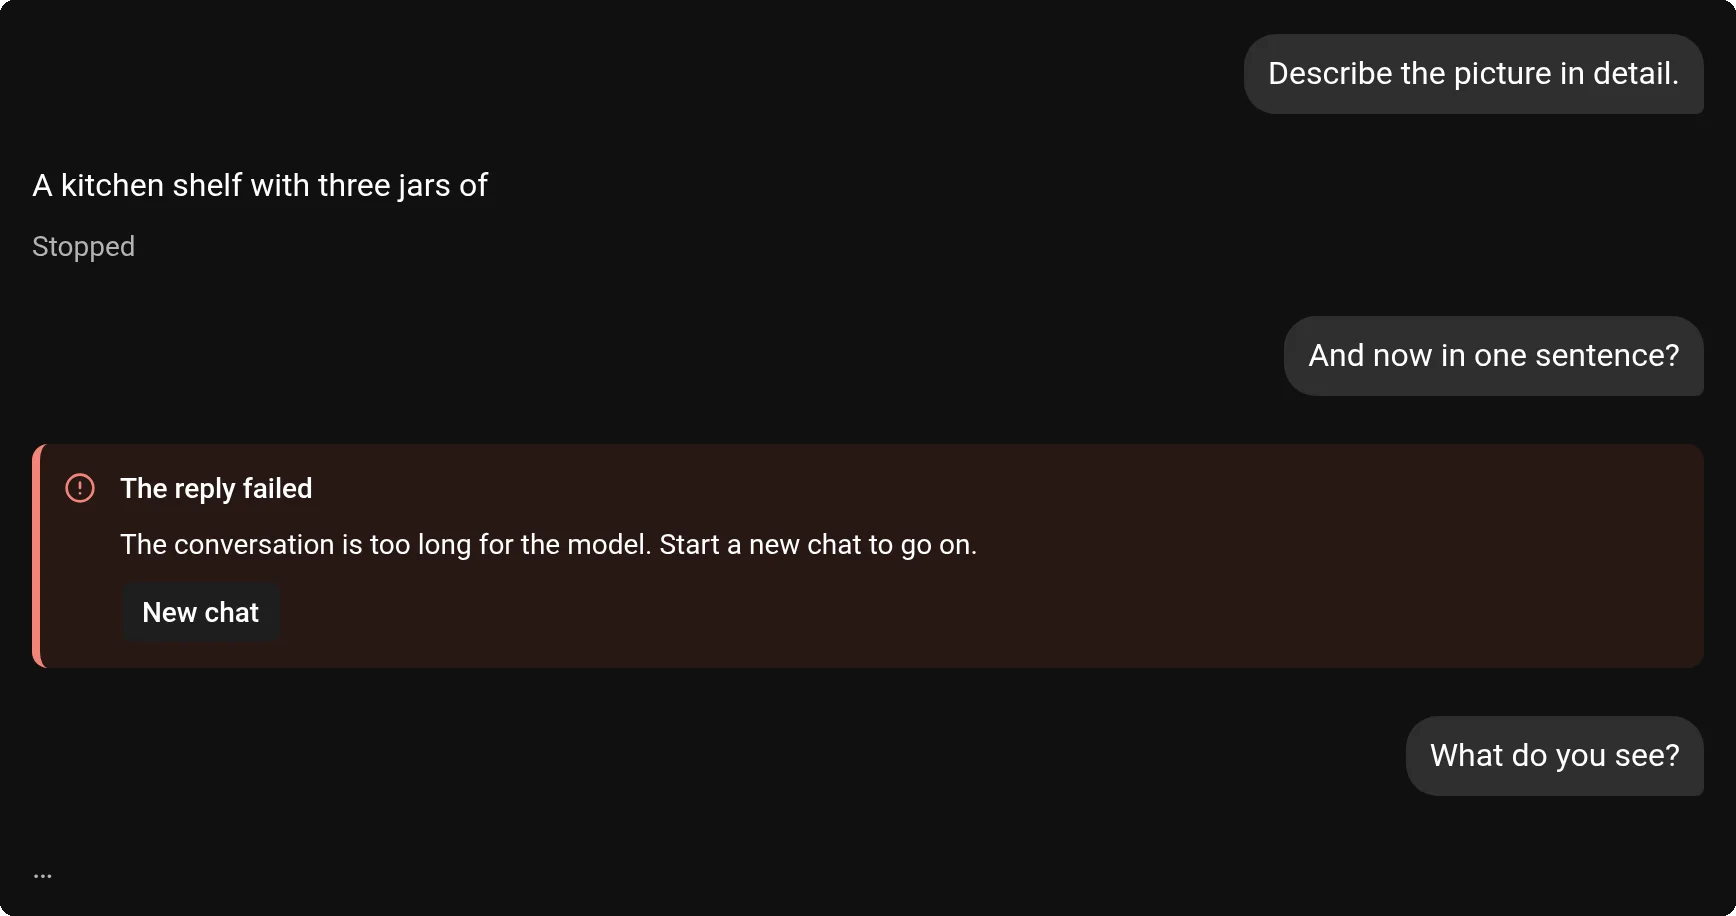 Describe the picture in detail.
A kitchen shelf with three jars of
Stopped
And now in one sentence?
The reply failed
The conversation is too long for the model. Start a new chat to go on.
New chat
What do you see?
...